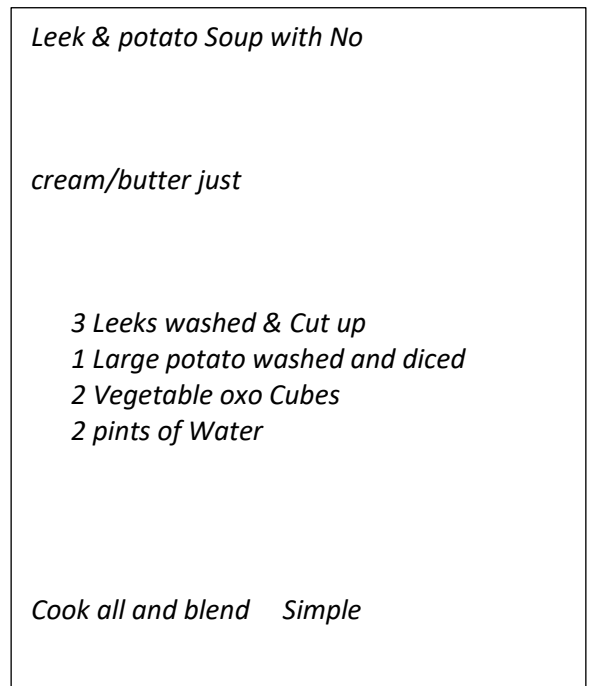 Leek & potato Soup with No
cream/butter just
3 Leeks washed & Cut up
1 Large potato washed and diced
2 Vegetable oxo Cubes
2 pints of Water
Cook all and blend Simple